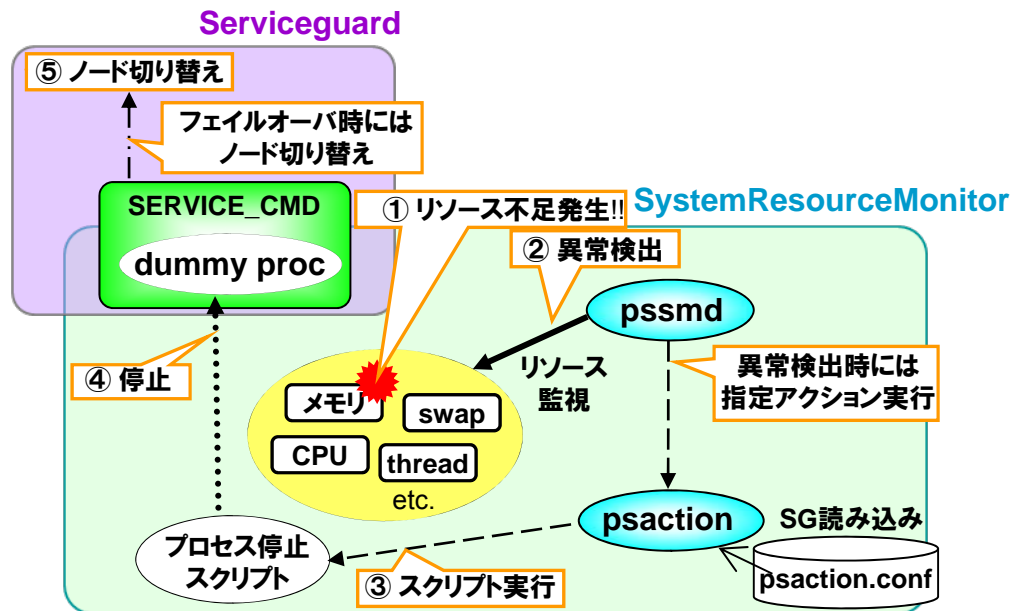 Serviceguard
⑤ ノード切り替え
フェイルオーバ時には
ノード切り替え
SERVICE_CMD
dummy proc
① リソース不足発生!!
SystemResourceMonitor
② 異常検出
pssmd
④ 停止
リソース
監視
異常検出時には
指定アクション実行
メモリ
swap
CPU
thread
etc.
psaction
SG読み込み
psaction.conf
プロセス停止
スクリプト
③ スクリプト実行